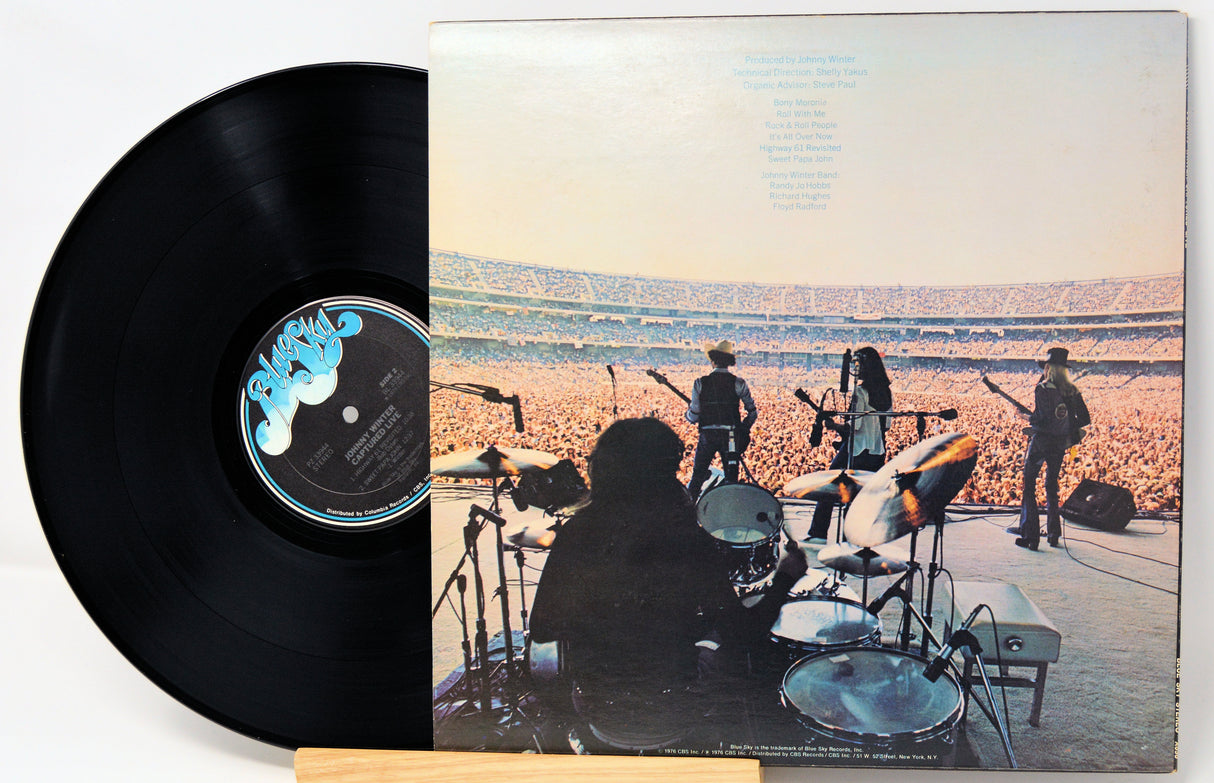 Produced by Johnny Winter
Technical Direction: Shelly Yakus
Organic Advisor: Steve Paul
Bony Moronie
Roll With Me
Rock & Roll People
It's All Over Now
Highway 61 Revisited
Sweet Papa John
Johnny Winter Band:
Randy Jo Hobbs
Richard Hughes
Floyd Radford
Blue Sky
SIDE 2
PZ 33944
STEREO
JOHNNY WINTER
CAPTURED LIVE
Distributed by Columbia Records / CBS
Blue Sky is the trademark of Blue Sky Records, Inc.
© 1976 CBS Inc. / ℗ 1976 CBS Inc. / Distributed by CBS Records / CBS Inc. / 51 W. 52 Street, New York, N.Y.